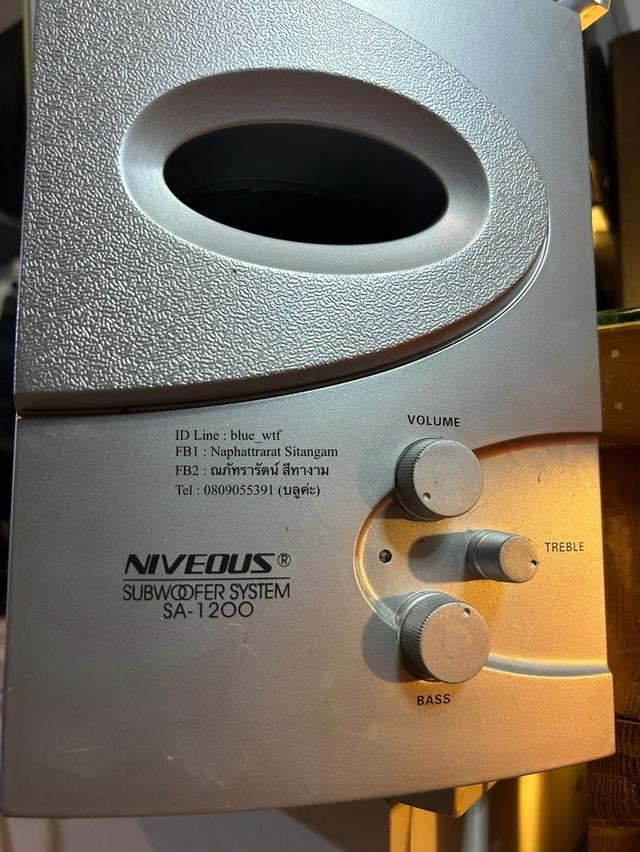 VOLUME
ID Line : blue_wtf
FB1 : Naphattrarat Sitangam
FB2 : ณภัทรารัตน์ สีทางาม
Tel : 0809055391 (บลูค่ะ)
TREBLE
NIVEOUS®
SUBWOOFER SYSTEM
SA-1200
BASS